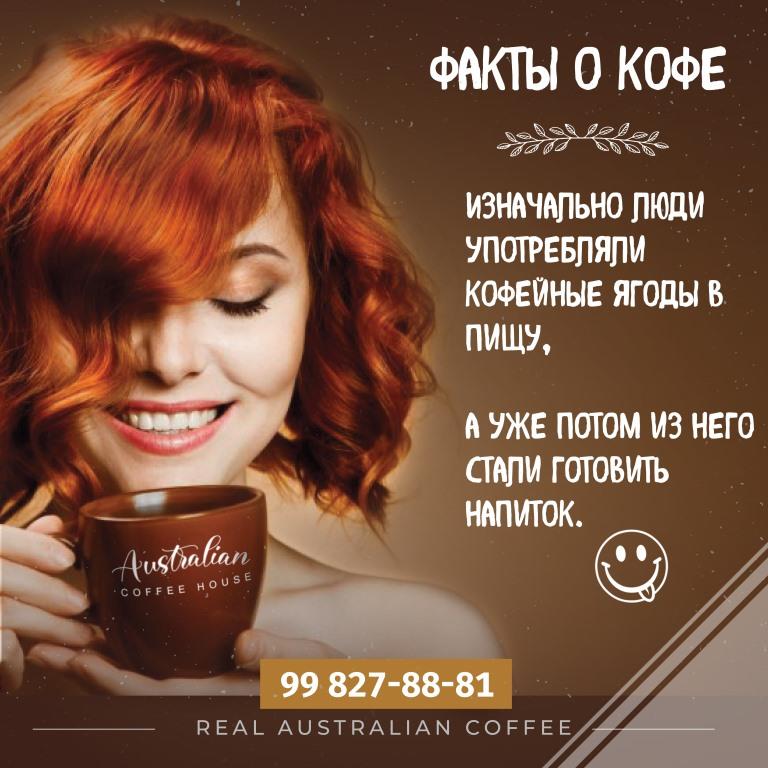 ФАКТЫ О КОФЕ
ИЗНАЧАЛЬНО ЛЮДИ
УПОТРЕБЛЯЛИ
КОФЕЙНЫЕ ЯГОДЫ В
ПИЩУ,
А УЖЕ ПОТОМ ИЗ НЕГО
СТАЛИ ГОТОВИТЬ
НАПИТОК.
Australian
COFFEE HOUSE
99 827-88-81
REAL AUSTRALIAN COFFEE